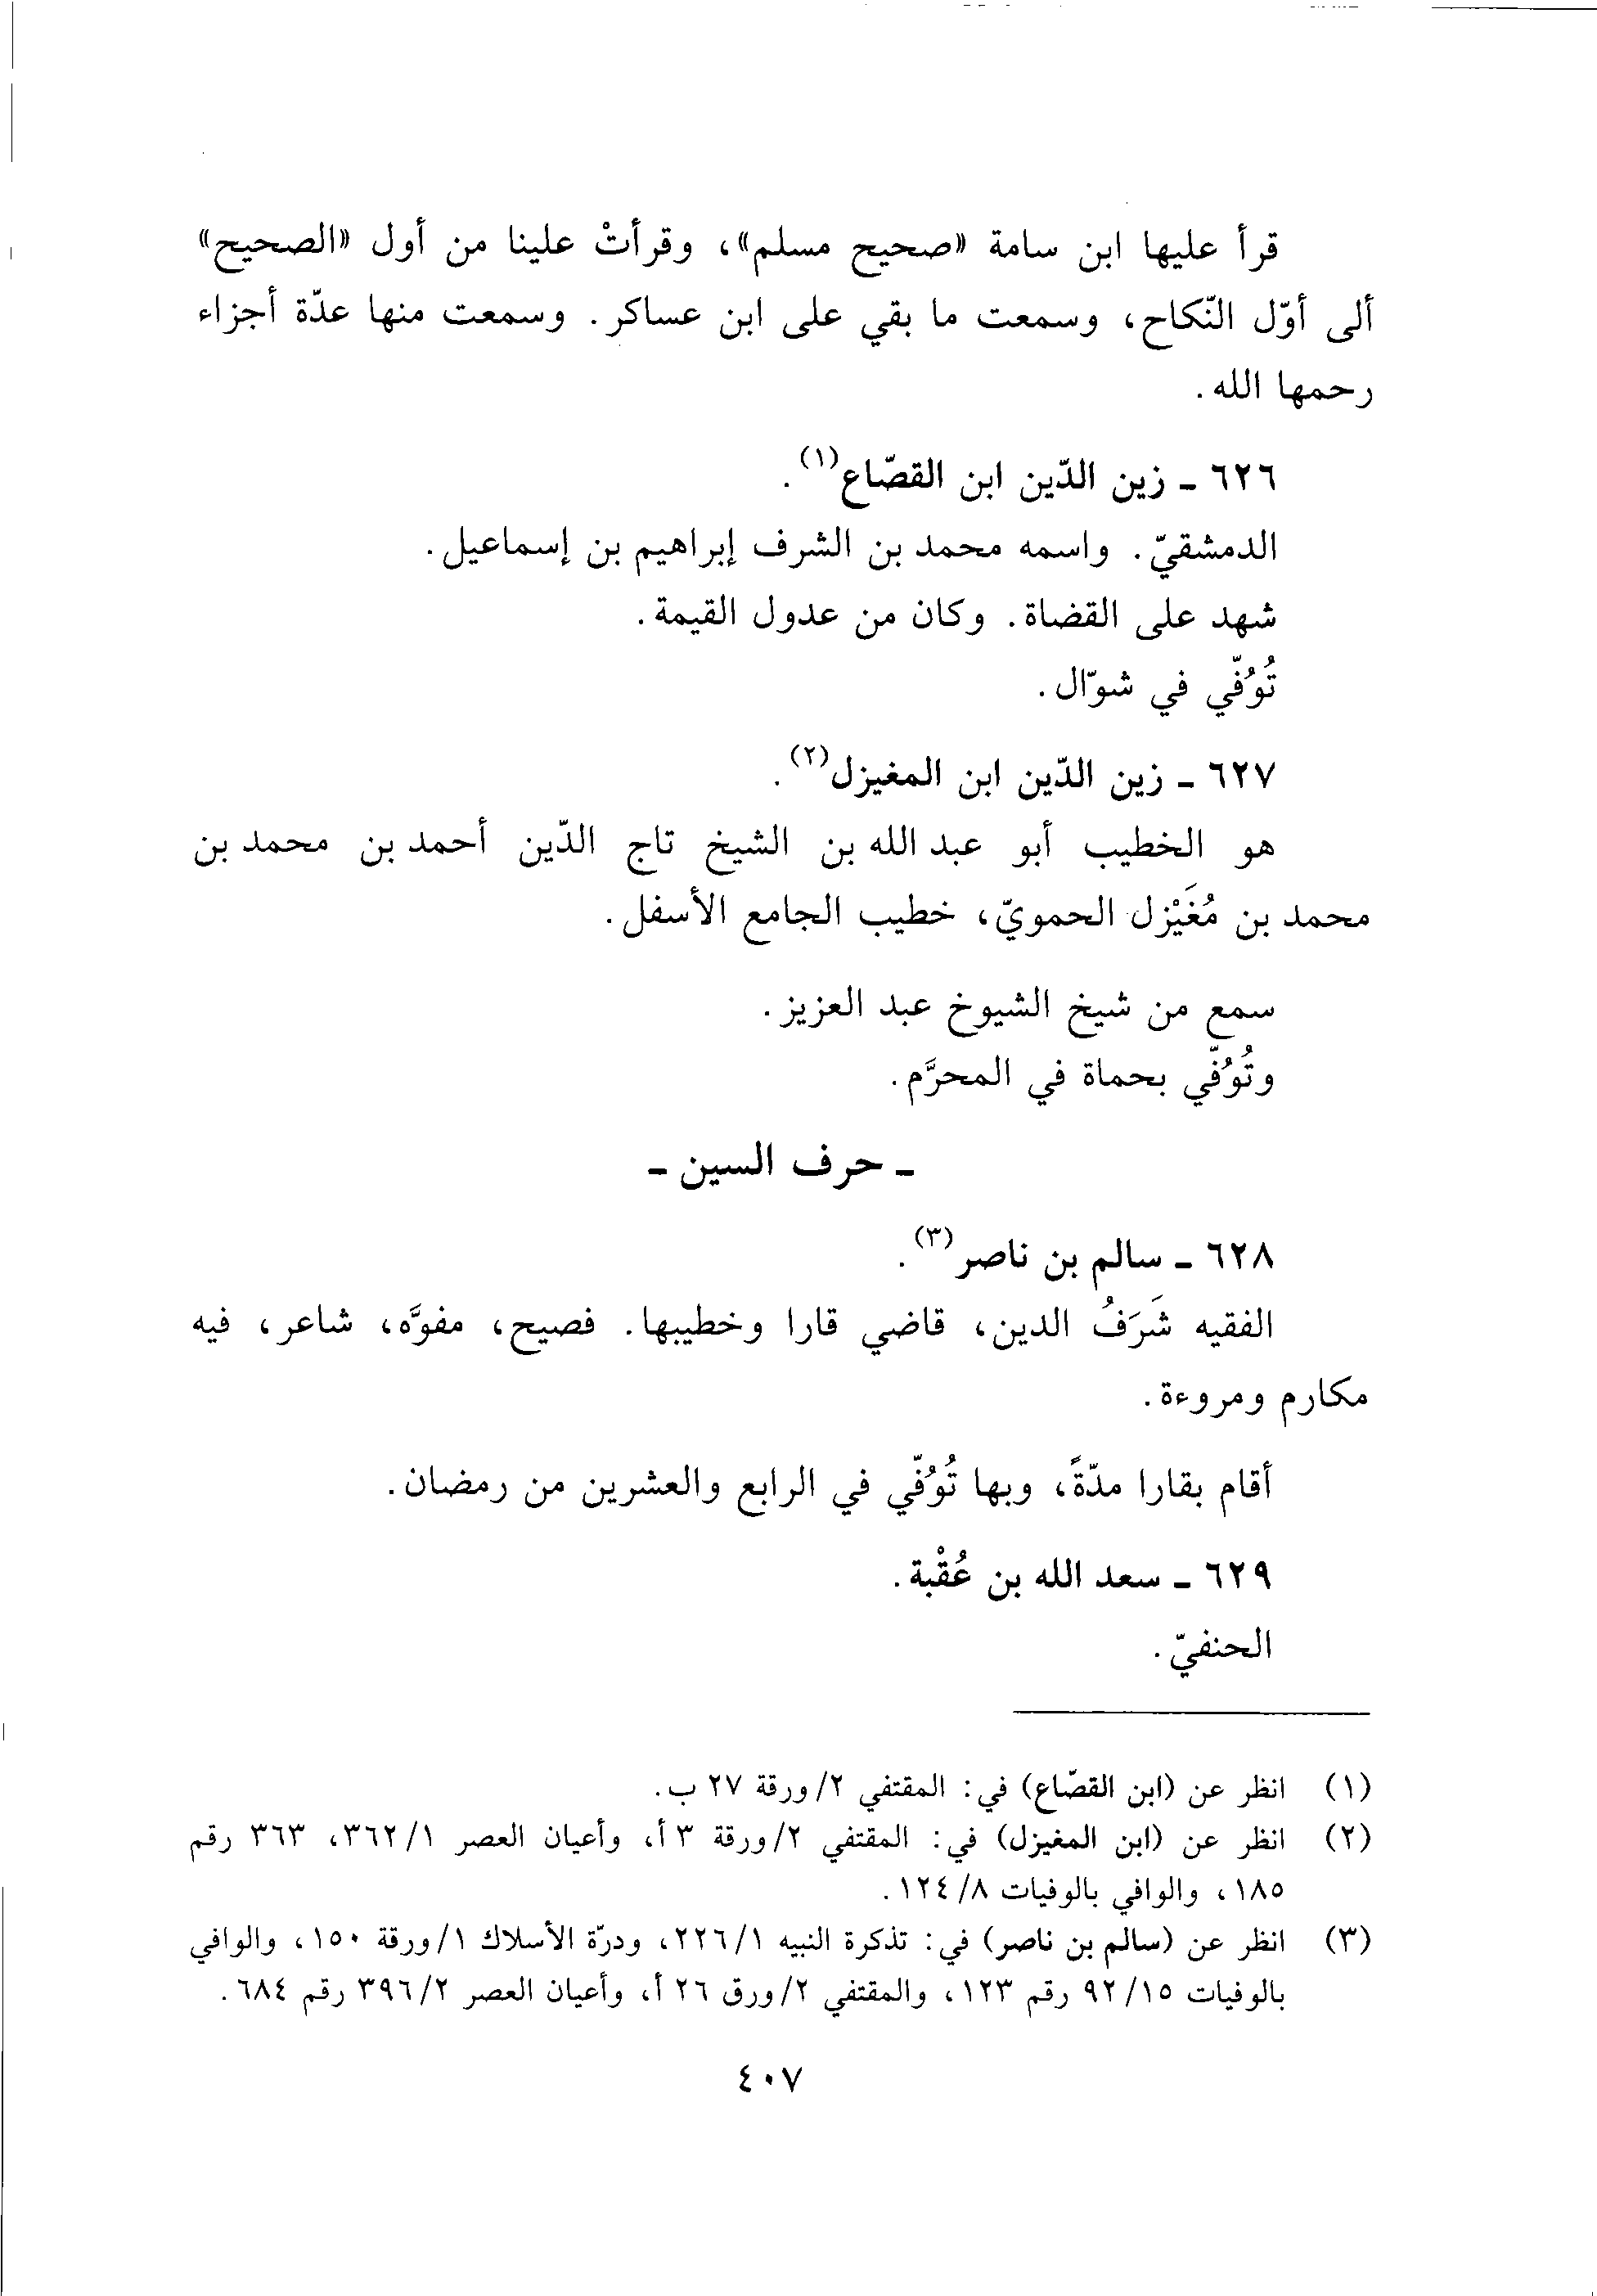 قرأ عليها ابن سامة «صحيح مسلم»، وقرأتْ علينا من أول «الصحيح»
ألى أوّل النّكاح، وسمعت ما بقي على ابن عساكر. وسمعت منها عدّة أجزاء
رحمها الله.
٦٢٦ ـ زين الدّين ابن القصّاع(١).
الدمشقيّ. واسمه محمد بن الشرف إبراهيم بن إسماعيل.
شهد على القضاة. وكان من عدول القيمة.
تُوُفّي في شوّال.
٦٢٧ ـ زين الدّين ابن المغيزل(٢).
هو الخطيب أبو عبد الله بن الشيخ تاج الدّين أحمد بن محمد بن
محمد بن مُغَيْزل الحمويّ، خطيب الجامع الأسفل.
سمع من شيخ الشيوخ عبد العزيز.
وتُوُفّي بحماة في المحرَّم.
ـ حرف السين ـ
٦٢٨ ـ سالم بن ناصر(٣).
الفقيه شَرَفُ الدين، قاضي قارا وخطيبها. فصيح، مفوَّه، شاعر، فيه
مكارم ومروءة.
أقام بقارا مدّةً، وبها تُوُفّي في الرابع والعشرين من رمضان.
٦٢٩ ـ سعد الله بن عُقْبة.
الحنفيّ.
(١) انظر عن (ابن القصّاع) في: المقتفي ٢/ورقة ٢٧ ب.
(٢) انظر عن (ابن المغيزل) في: المقتفي ٢/ورقة ٣ أ، وأعيان العصر ١/٣٦٢، ٣٦٣ رقم
١٨٥، والوافي بالوفيات ٨/١٢٤.
(٣) انظر عن (سالم بن ناصر) في: تذكرة النبيه ١/٢٢٦، ودرّة الأسلاك ١/ورقة ١٥٠، والوافي
بالوفيات ١٥/٩٢ رقم ١٢٣، والمقتفي ٢/ورق ٢٦ أ، وأعيان العصر ٢/٣٩٦ رقم ٦٨٤.
٤٠٧